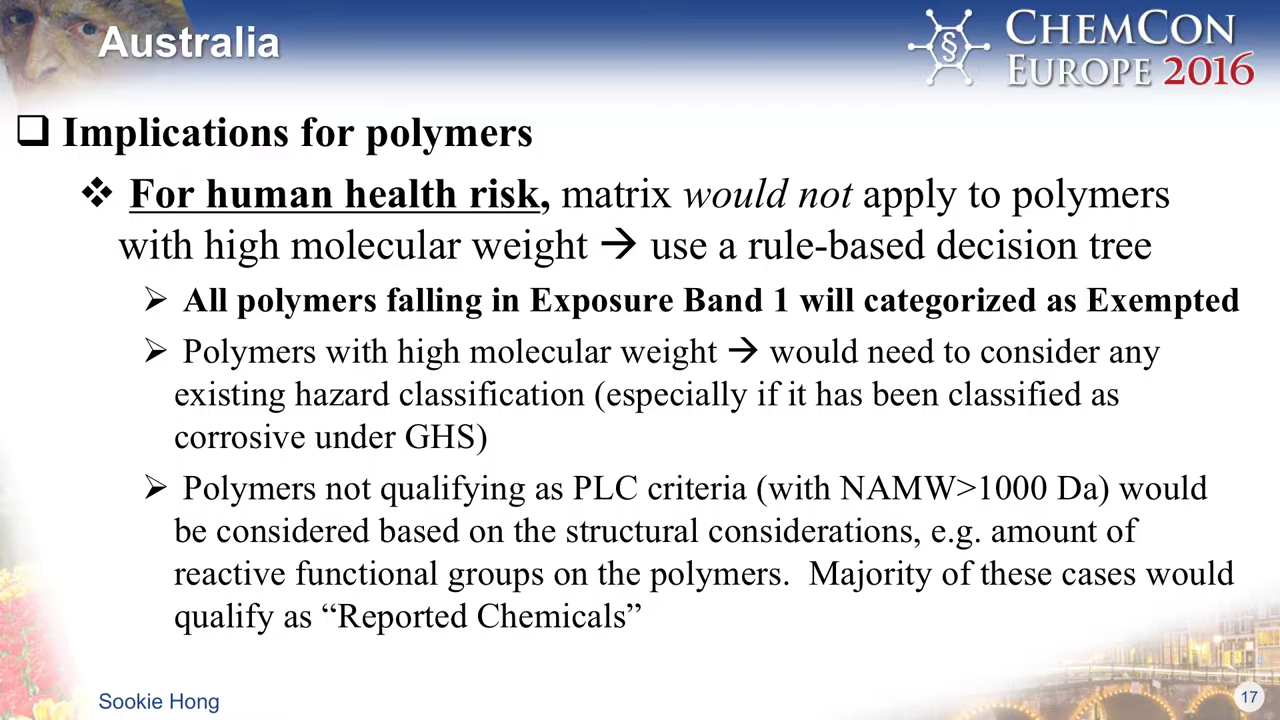 Australia
CHEMCON
EUROPE 2016
§
❑ Implications for polymers
❖ For human health risk, matrix would not apply to polymers
with high molecular weight → use a rule-based decision tree
➢ All polymers falling in Exposure Band 1 will categorized as Exempted
➢ Polymers with high molecular weight → would need to consider any
existing hazard classification (especially if it has been classified as
corrosive under GHS)
➢ Polymers not qualifying as PLC criteria (with NAMW>1000 Da) would
be considered based on the structural considerations, e.g. amount of
reactive functional groups on the polymers. Majority of these cases would
qualify as “Reported Chemicals”
Sookie Hong
17